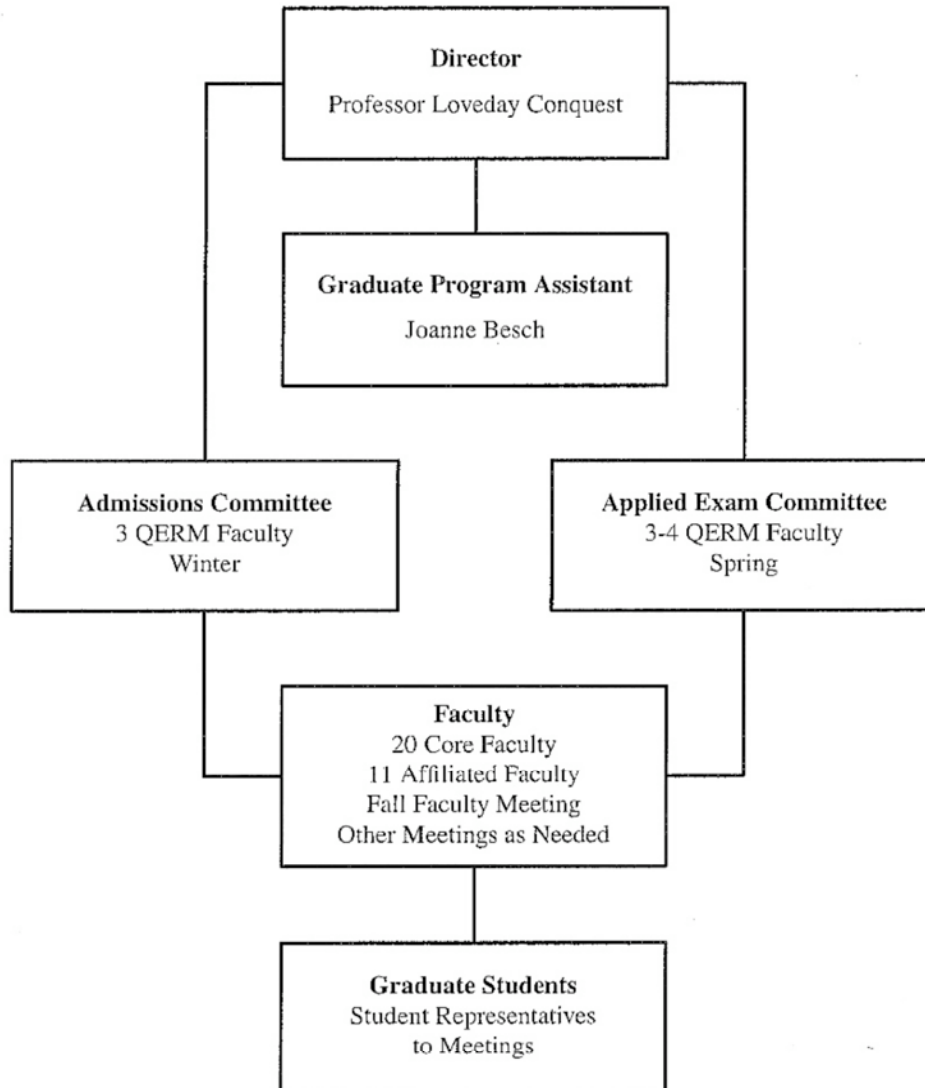 Director
Professor Loveday Conquest
Graduate Program Assistant
Joanne Besch
Admissions Committee
3 QERM Faculty
Winter
Applied Exam Committee
3-4 QERM Faculty
Spring
Faculty
20 Core Faculty
11 Affiliated Faculty
Fall Faculty Meeting
Other Meetings as Needed
Graduate Students
Student Representatives
to Meetings